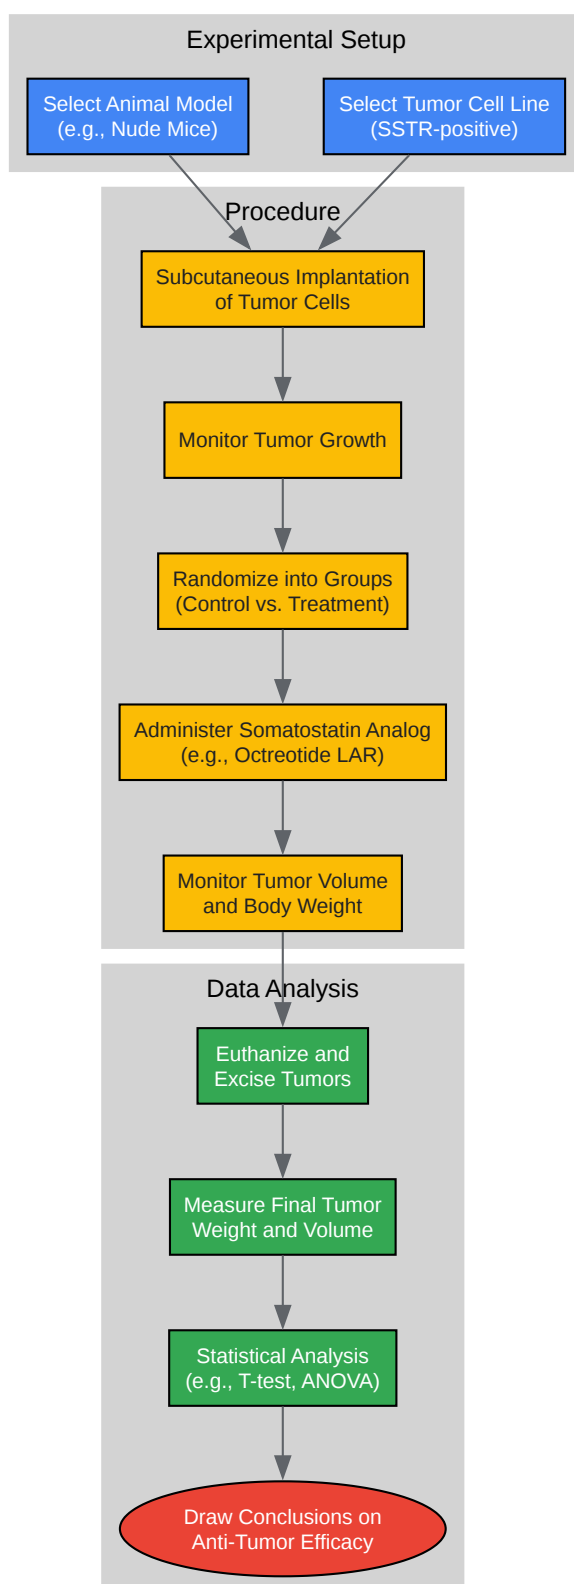 Experimental Setup
Select Animal Model
(e.g., Nude Mice)
Select Tumor Cell Line
(SSTR-positive)
Procedure
Subcutaneous Implantation
of Tumor Cells
Monitor Tumor Growth
Randomize into Groups
(Control vs. Treatment)
Administer Somatostatin Analog
(e.g., Octreotide LAR)
Monitor Tumor Volume
and Body Weight
Data Analysis
Euthanize and
Excise Tumors
Measure Final Tumor
Weight and Volume
Statistical Analysis
(e.g., T-test, ANOVA)
Draw Conclusions on
Anti-Tumor Efficacy